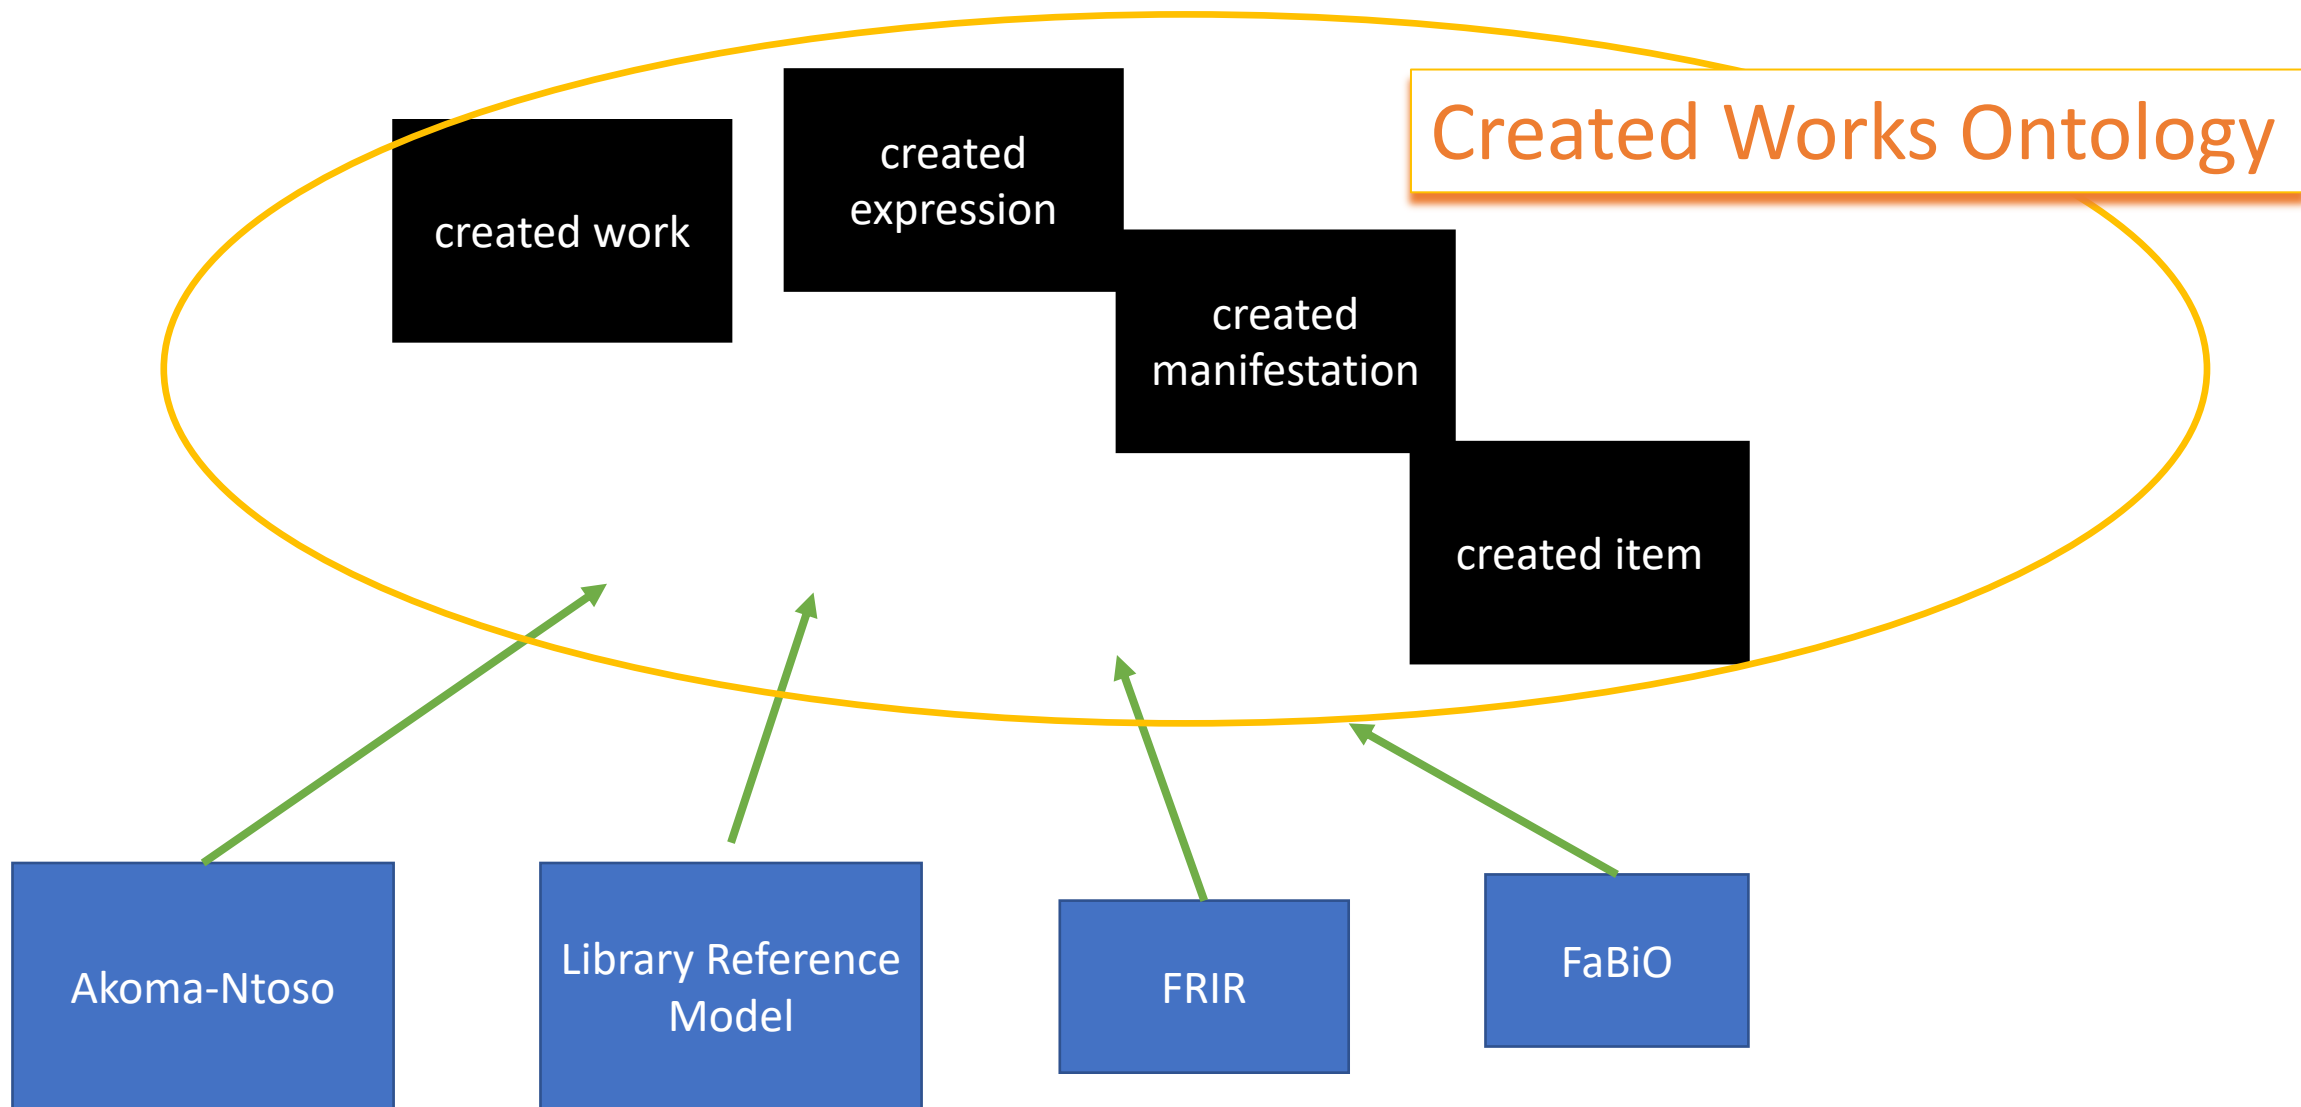 Created Works Ontology
created work
created
expression
created
manifestation
created item
Akoma-Ntoso
Library Reference
Model
FRIR
FaBiO